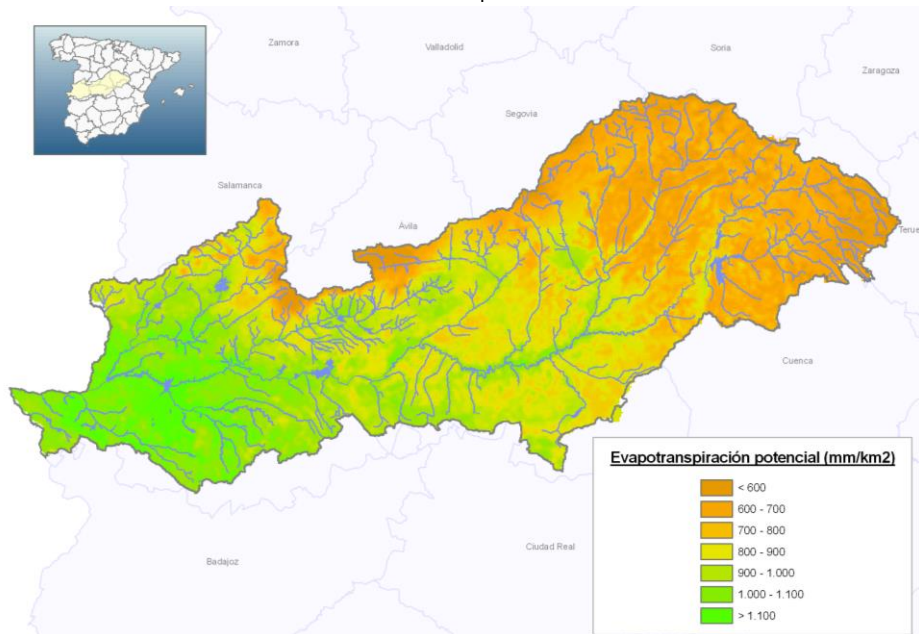 Zamora
Valladolid
Soria
Zaragoza
Segovia
Salamanca
Ávila
Cuenca
Evapotranspiración potencial (mm/km2)
< 600
600 - 700
700 - 800
800 - 900
900 - 1.000
1.000 - 1.100
> 1.100
Ciudad Real
Badajoz